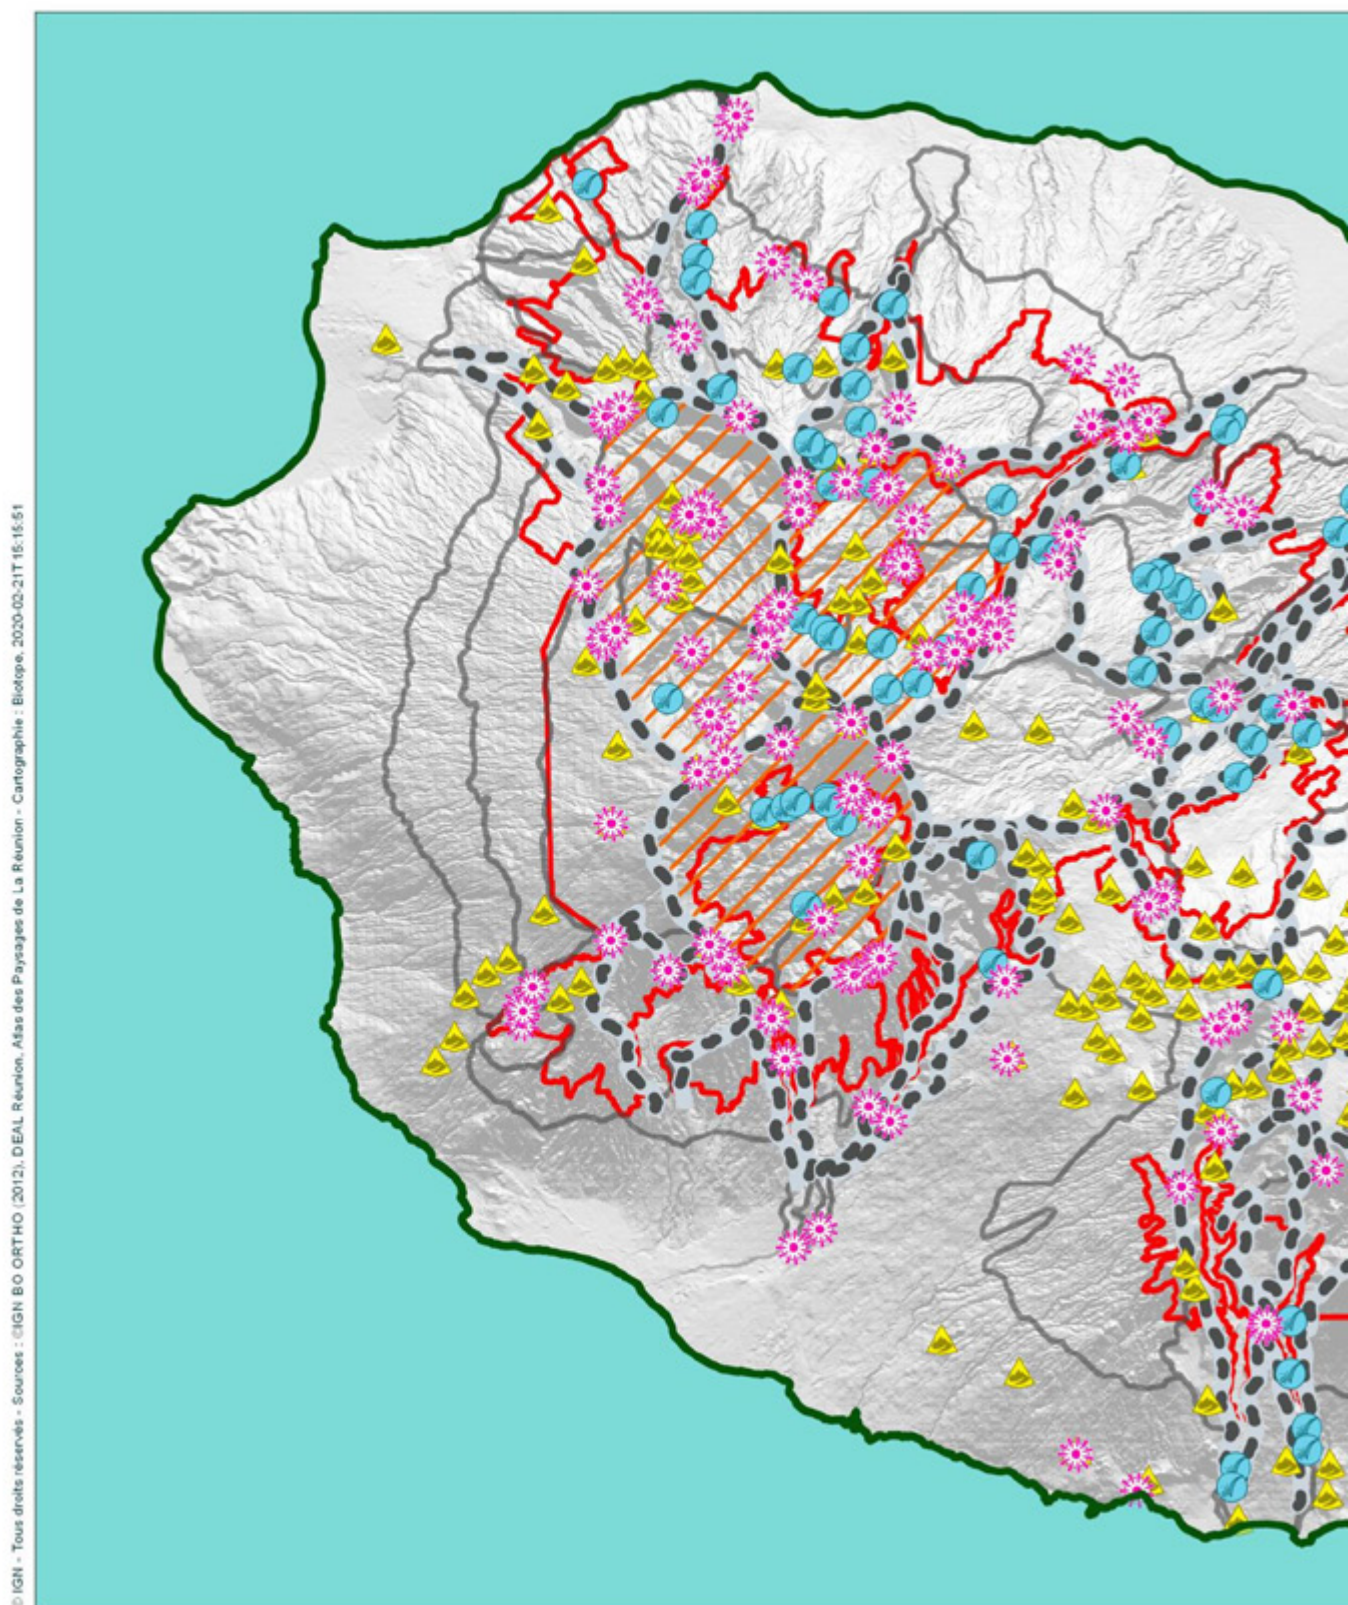 © IGN - Tous droits réservés - Sources : ©IGN BD ORTHO (2012), DEAL Réunion, Atlas des Paysages de La Réunion - Cartographie : Biotope, 2020-02-21T15:15:51